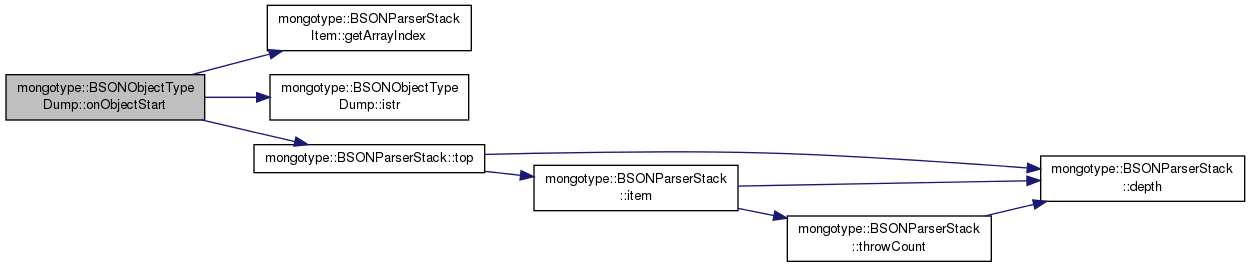 mongotype::BSONParserStack
Item::getArrayIndex
mongotype::BSONObjectType
Dump::onObjectStart
mongotype::BSONObjectType
Dump::istr
mongotype::BSONParserStack::top
mongotype::BSONParserStack
::item
mongotype::BSONParserStack
::depth
mongotype::BSONParserStack
::throwCount